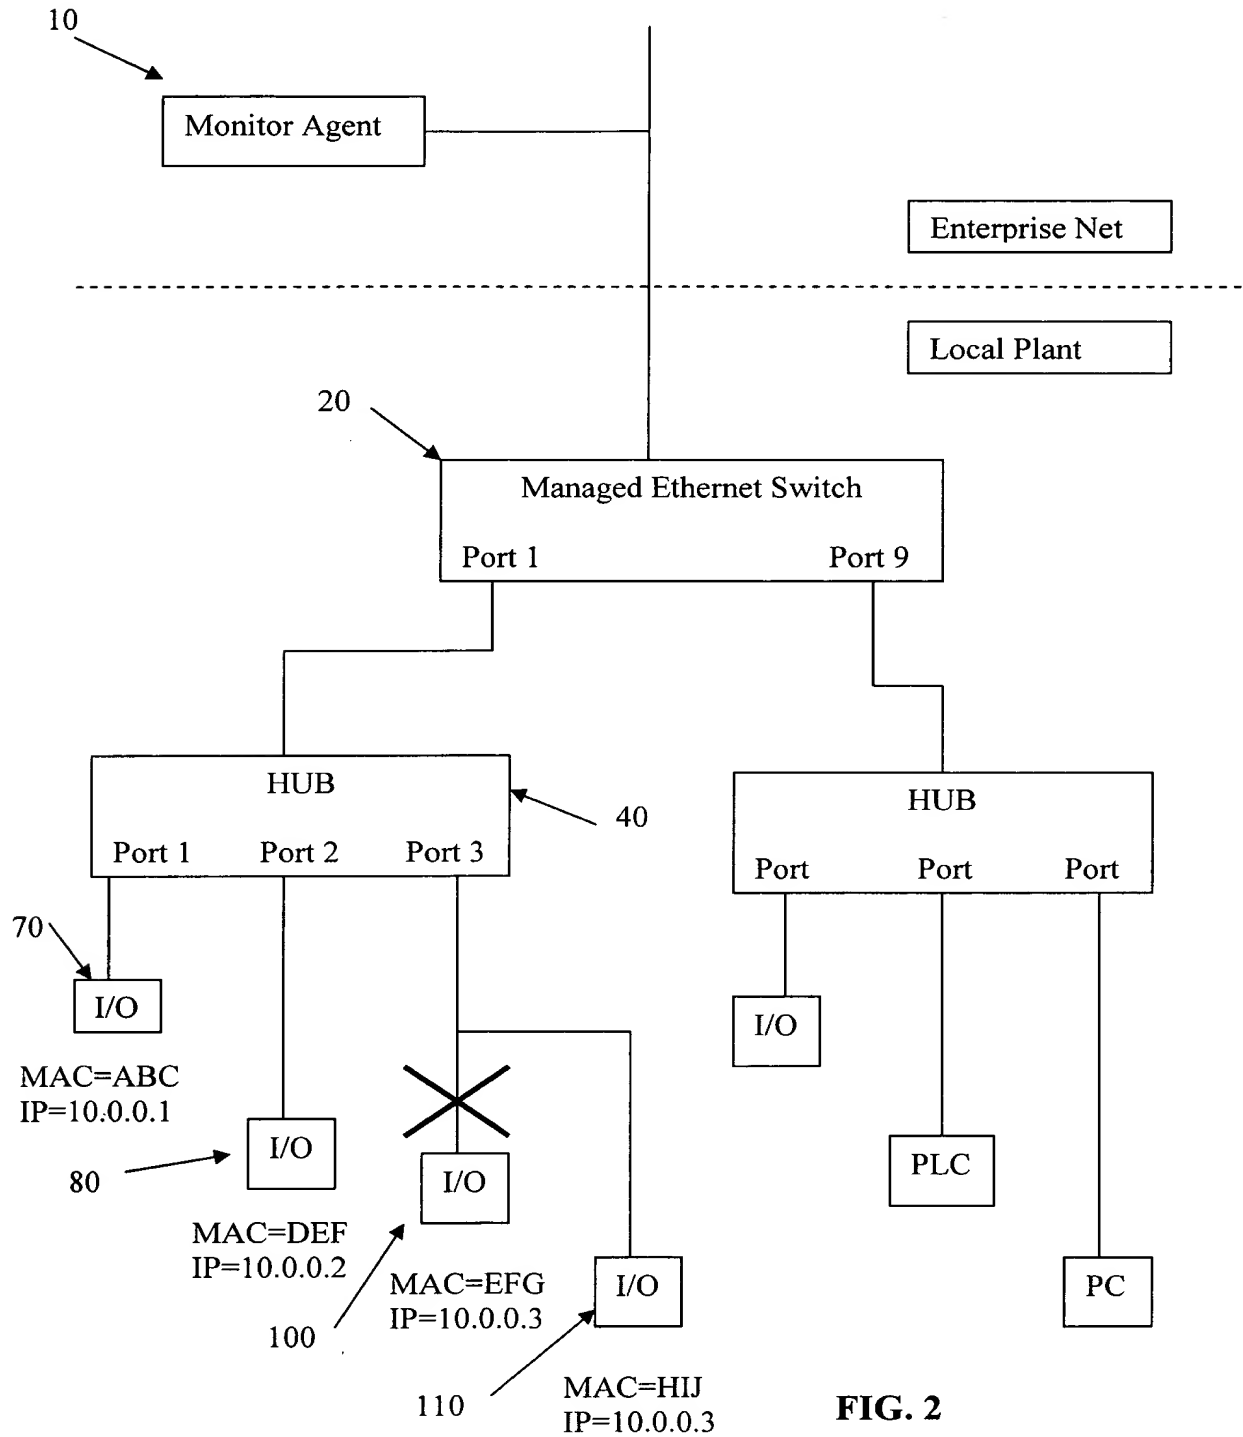 10
Monitor Agent
Enterprise Net
Local Plant
20
Managed Ethernet Switch
Port 1
Port 9
HUB
40
Port 1
Port 2
Port 3
HUB
Port
Port
Port
70
I/O
MAC=ABC
IP=10.0.0.1
I/O
80
MAC=DEF
IP=10.0.0.2
I/O
100
MAC=EFG
IP=10.0.0.3
I/O
110
MAC=HIJ
IP=10.0.0.3
I/O
PLC
PC
FIG. 2